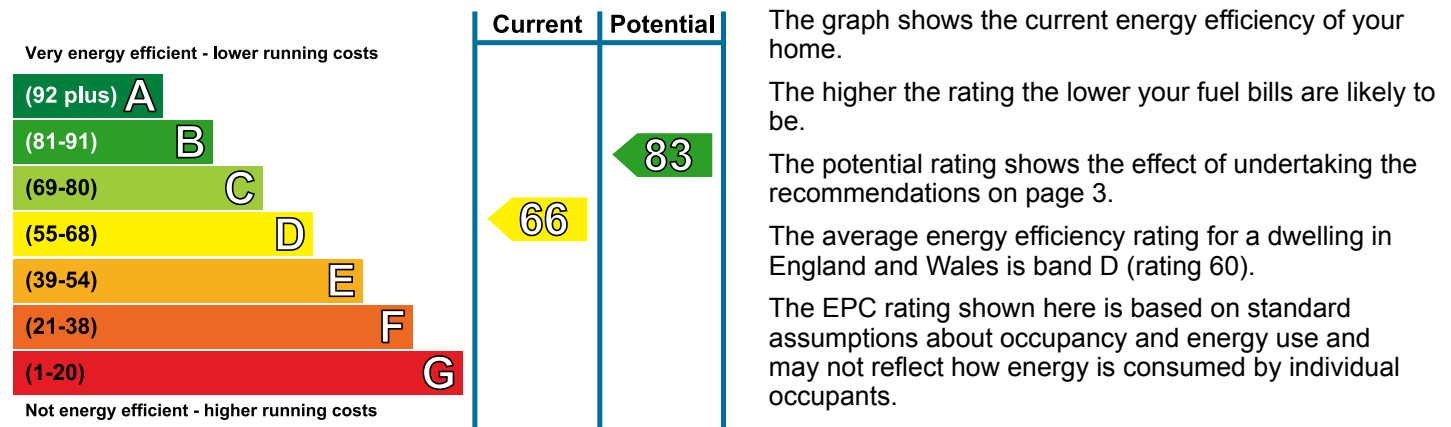 Current Potential
Very energy efficient - lower running costs
(92 plus) A
(81-91) B
83
(69-80) C
66
(55-68) D
(39-54) E
(21-38) F
(1-20) G
Not energy efficient - higher running costs
The graph shows the current energy efficiency of your
home.
The higher the rating the lower your fuel bills are likely to
be.
The potential rating shows the effect of undertaking the
recommendations on page 3.
The average energy efficiency rating for a dwelling in
England and Wales is band D (rating 60).
The EPC rating shown here is based on standard
assumptions about occupancy and energy use and
may not reflect how energy is consumed by individual
occupants.